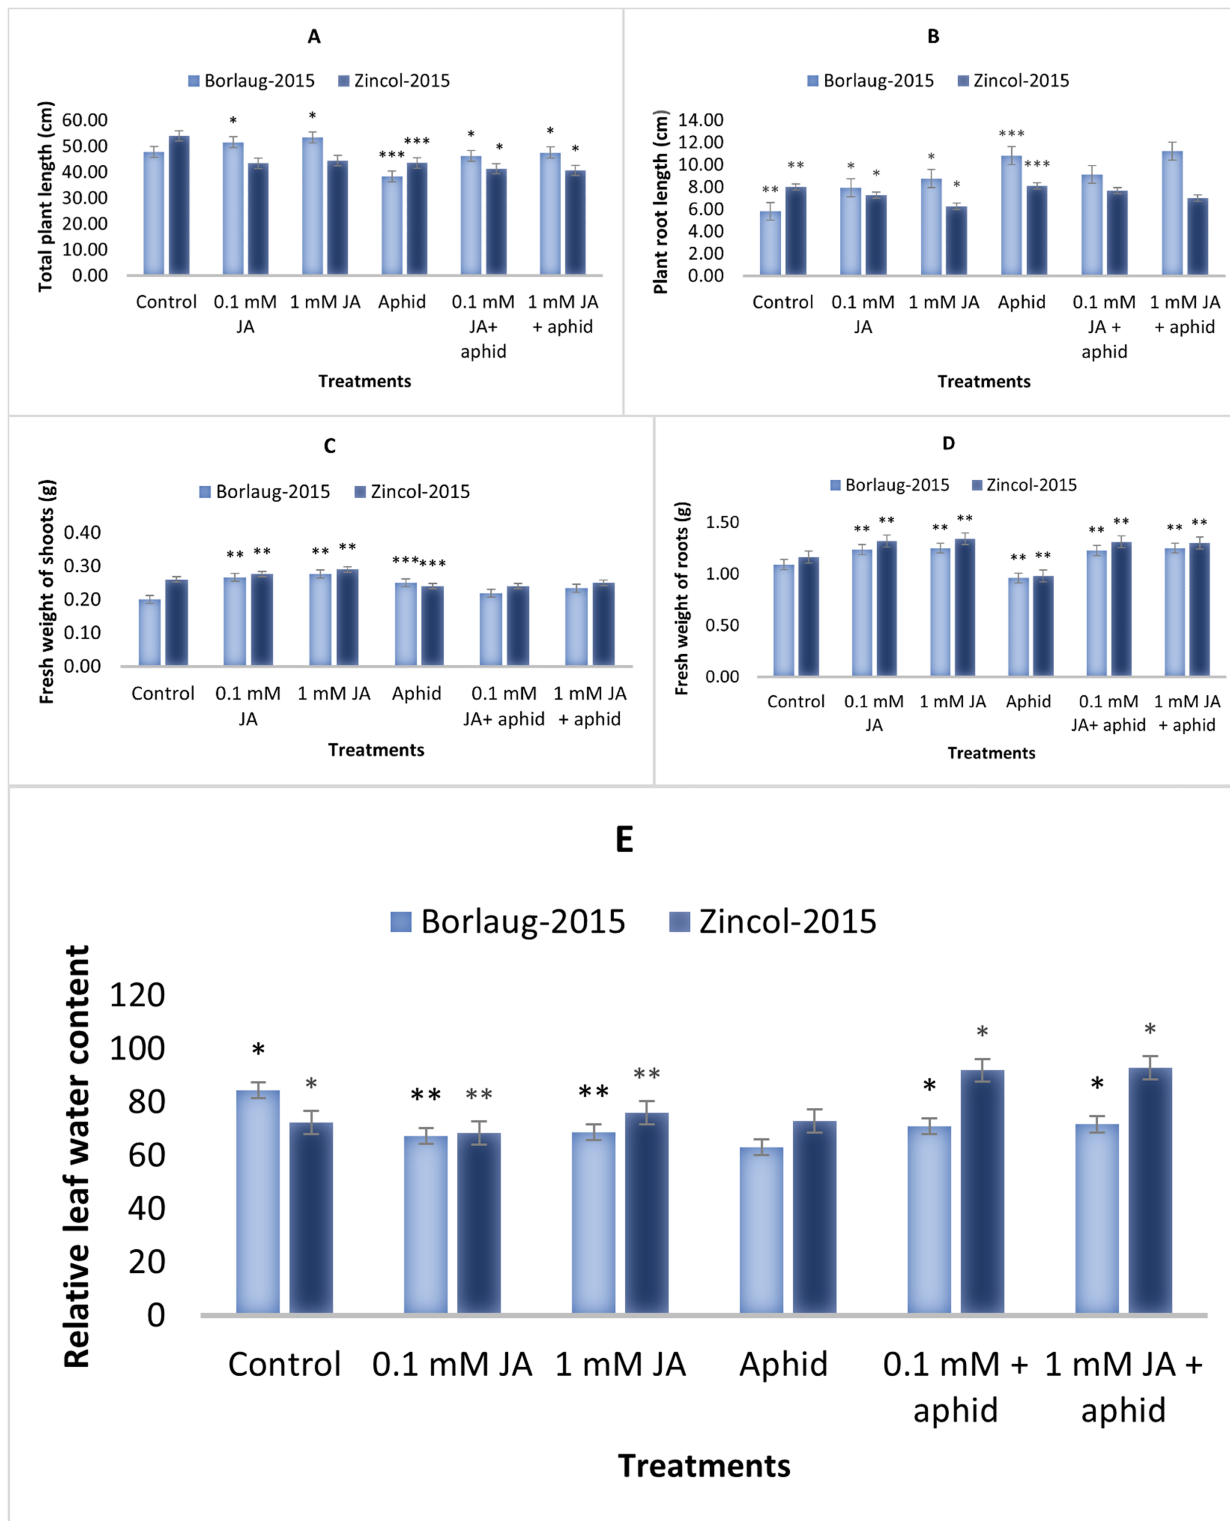 A
Borlaug-2015 Zincol-2015
Total plant length (cm)
60.00
50.00
40.00
30.00
20.00
10.00
0.00
* * *** *** * * * *
Control 0.1 mM JA 1 mM JA Aphid 0.1 mM JA+ aphid 1 mM JA + aphid
Treatments
B
Borlaug-2015 Zincol-2015
Plant root length (cm)
14.00
12.00
10.00
8.00
6.00
4.00
2.00
0.00
** ** * * * * *** ***
Control 0.1 mM JA 1 mM JA Aphid 0.1 mM JA + aphid 1 mM JA + aphid
Treatments
C
Borlaug-2015 Zincol-2015
Fresh weight of shoots (g)
0.40
0.30
0.20
0.10
0.00
** ** ** ** *** ***
Control 0.1 mM JA 1 mM JA Aphid 0.1 mM JA+ aphid 1 mM JA + aphid
Treatments
D
Borlaug-2015 Zincol-2015
Fresh weight of roots (g)
1.50
1.00
0.50
0.00
** ** ** ** ** ** ** ** ** **
Control 0.1 mM JA 1 mM JA Aphid 0.1 mM JA+ aphid 1 mM JA + aphid
Treatments
E
Borlaug-2015 Zincol-2015
Relative leaf water content
120
100
80
60
40
20
0
* * ** ** ** ** * * * *
Control 0.1 mM JA 1 mM JA Aphid 0.1 mM + aphid 1 mM JA + aphid
Treatments